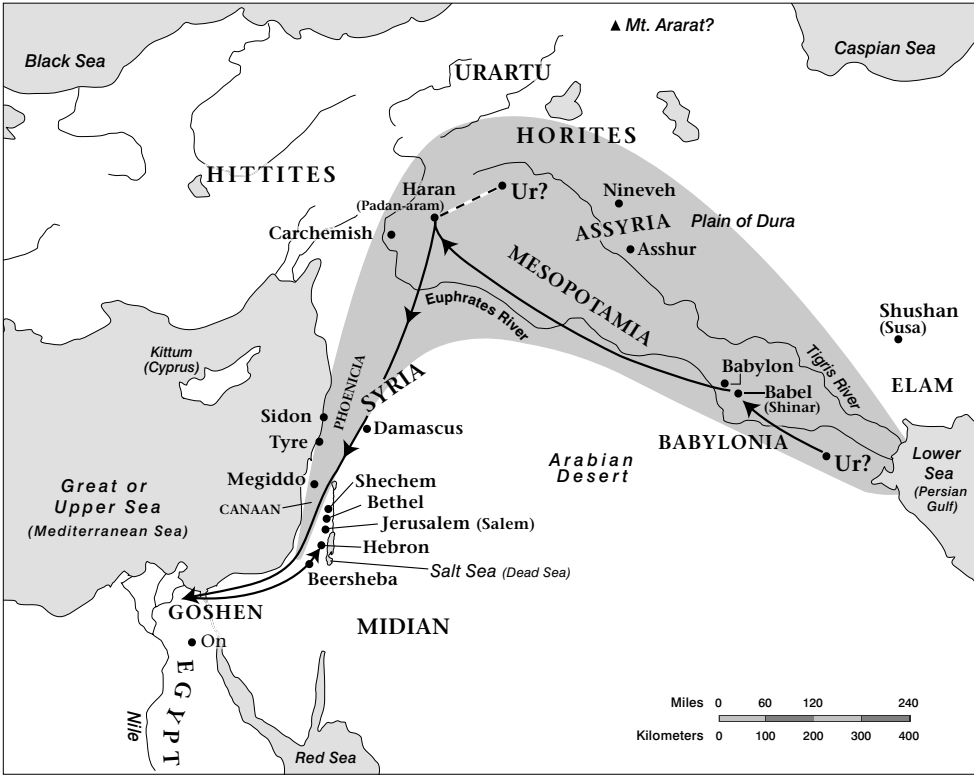 ▲ Mt. Ararat?
Black Sea
Caspian Sea
URARTU
HORITES
HITTITES
Haran
(Padan-aram)
Ur?
Nineveh
Plain of Dura
ASSYRIA
Carchemish
Asshur
MESOPOTAMIA
Euphrates River
Shushan
(Susa)
Kittum
(Cyprus)
Tigris River
PHOENICIA
SYRIA
Babylon
Babel
(Shinar)
ELAM
Sidon
Tyre
Damascus
BABYLONIA
Ur?
Lower
Sea
(Persian
Gulf)
Arabian
Desert
Megiddo
Shechem
Great or
Upper Sea
(Mediterranean Sea)
CANAAN
Bethel
Jerusalem (Salem)
Hebron
Salt Sea (Dead Sea)
Beersheba
GOSHEN
MIDIAN
On
EGYPT
Nile
Red Sea
Miles 0 60 120 240
Kilometers 0 100 200 300 400